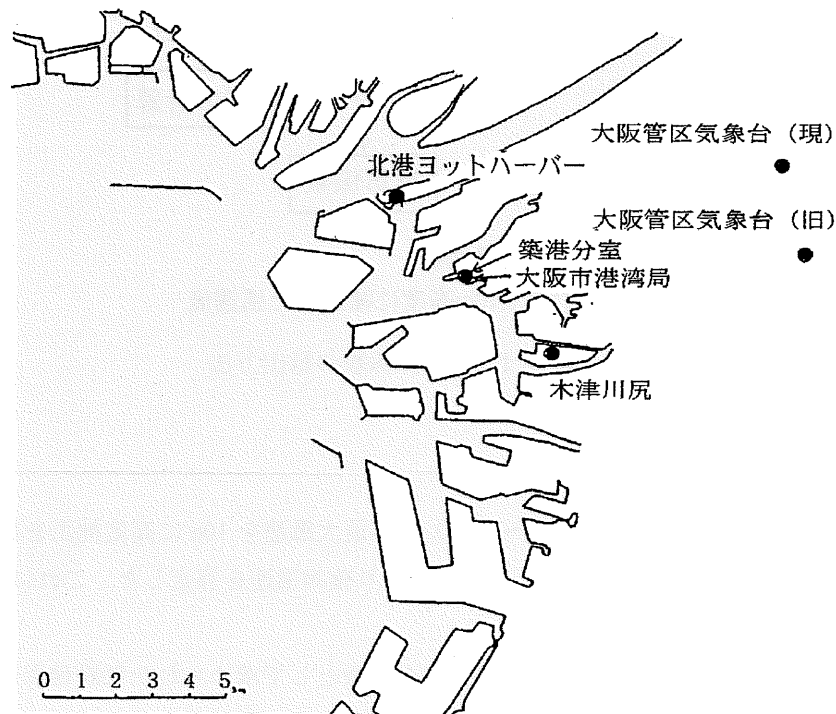 大阪管区気象台（現）
北港ヨットハーバー
大阪管区気象台（旧）
築港分室
大阪市港湾局
木津川尻
0 1 2 3 4 5 km